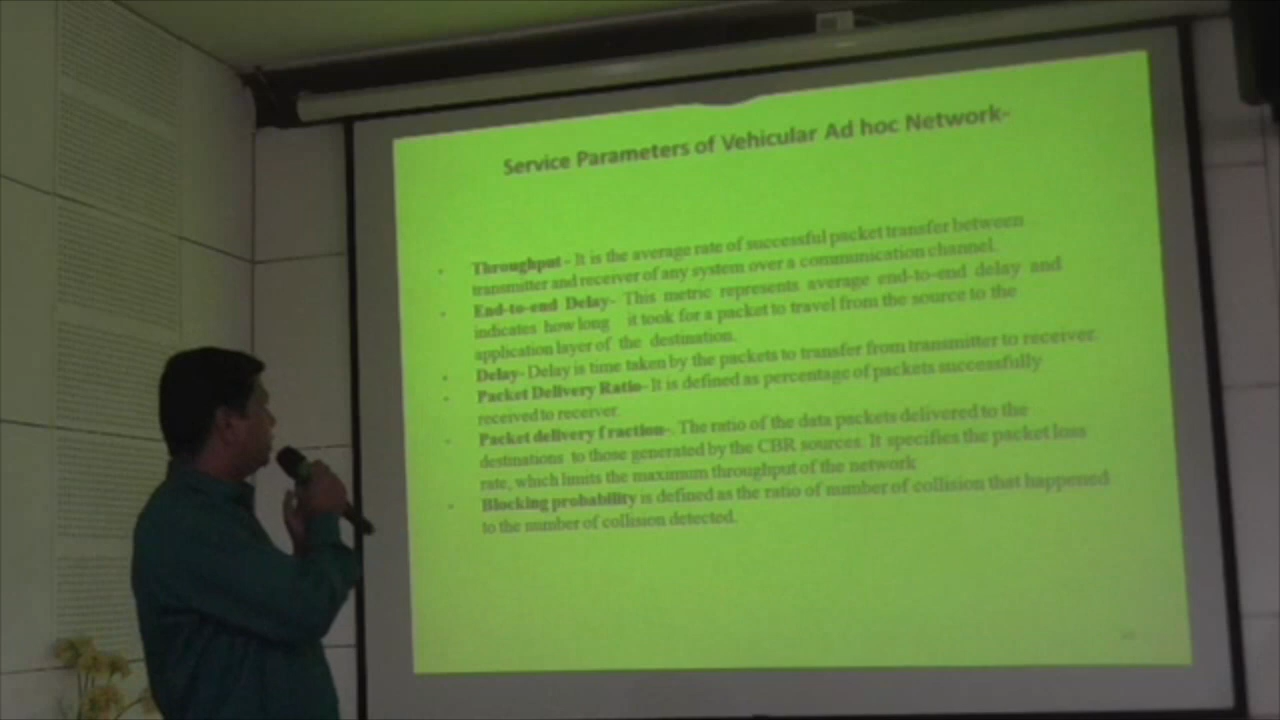 Service Parameters of Vehicular Ad hoc Network-
• Throughput - It is the average rate of successful packet transfer between
transmitter and receiver of any system over a communication channel.
• End-to-end Delay- This metric represents average end-to-end delay and
indicates how long it took for a packet to travel from the source to the
application layer of the destination.
• Delay- Delay is time taken by the packets to transfer from transmitter to receiver.
• Packet Delivery Ratio- It is defined as percentage of packets successfully
received to receiver.
• Packet delivery fraction-. The ratio of the data packets delivered to the
destinations to those generated by the CBR sources. It specifies the packet loss
rate, which limits the maximum throughput of the network
• Blocking probability is defined as the ratio of number of collision that happened
to the number of collision detected.